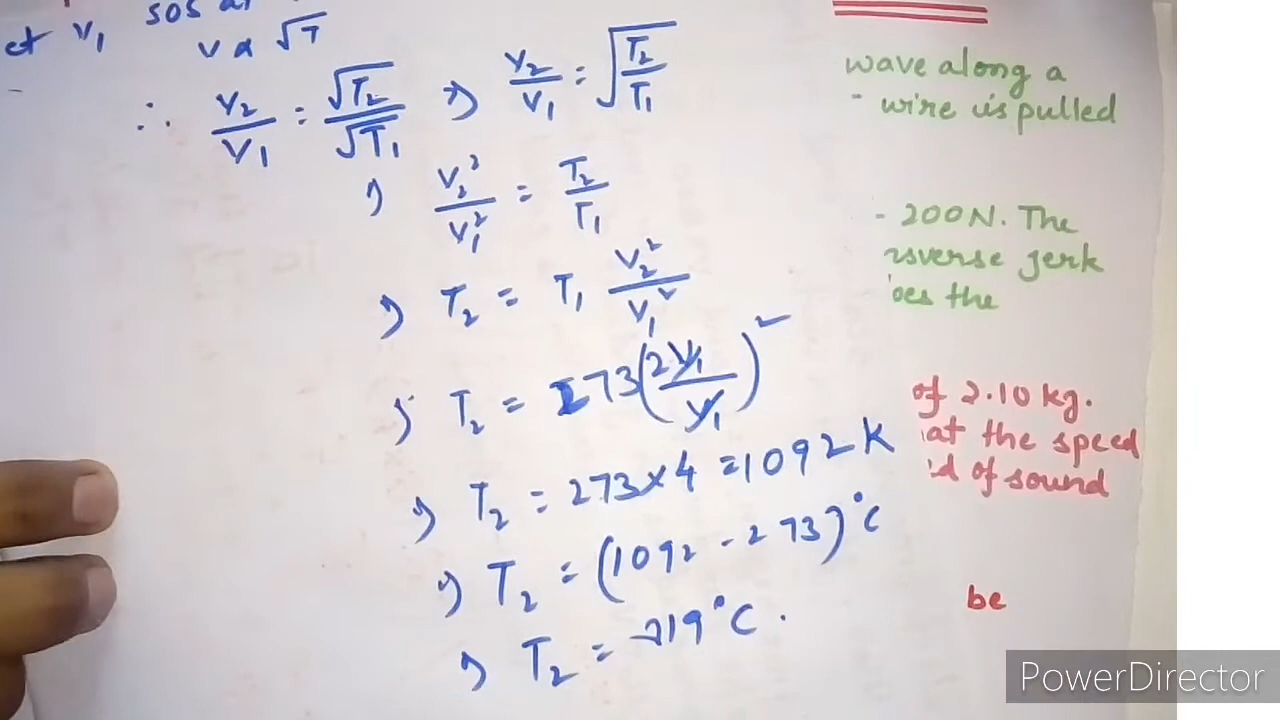 et V₁ SOS at
V α √T
∴ V₂/V₁ = √T₂/√T₁ ⇒ V₂/V₁ = √(T₂/T₁)
⇒ V₂²/V₁² = T₂/T₁
⇒ T₂ = T₁ V₂²/V₁²
⇒ T₂ = 273(2V₁/V₁)²
⇒ T₂ = 273×4 = 1092 K
⇒ T₂ = (1092 - 273)°C
⇒ T₂ = 819°C.
wave along a
- wire is pulled
- 200N. The
nsverse jerk
oes the
of 2.10 kg.
at the speed
d of sound
be
PowerDirector